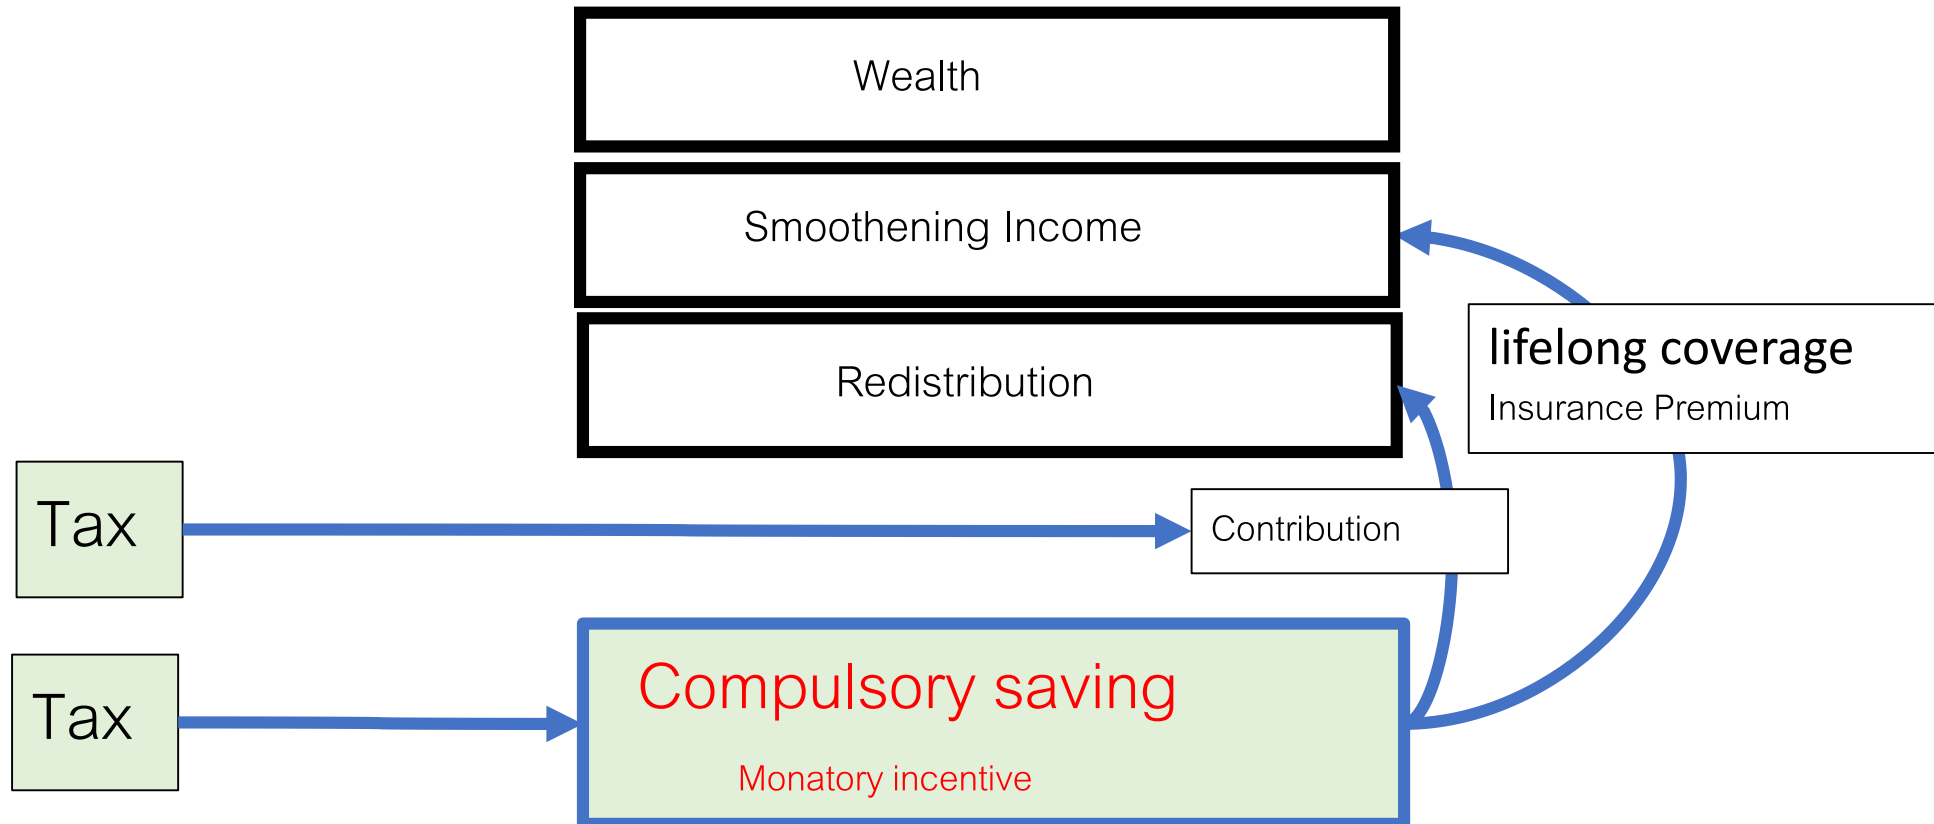 Wealth
Smoothening Income
lifelong coverage
Insurance Premium
Redistribution
Tax
Contribution
Tax
Compulsory saving
Monatory incentive